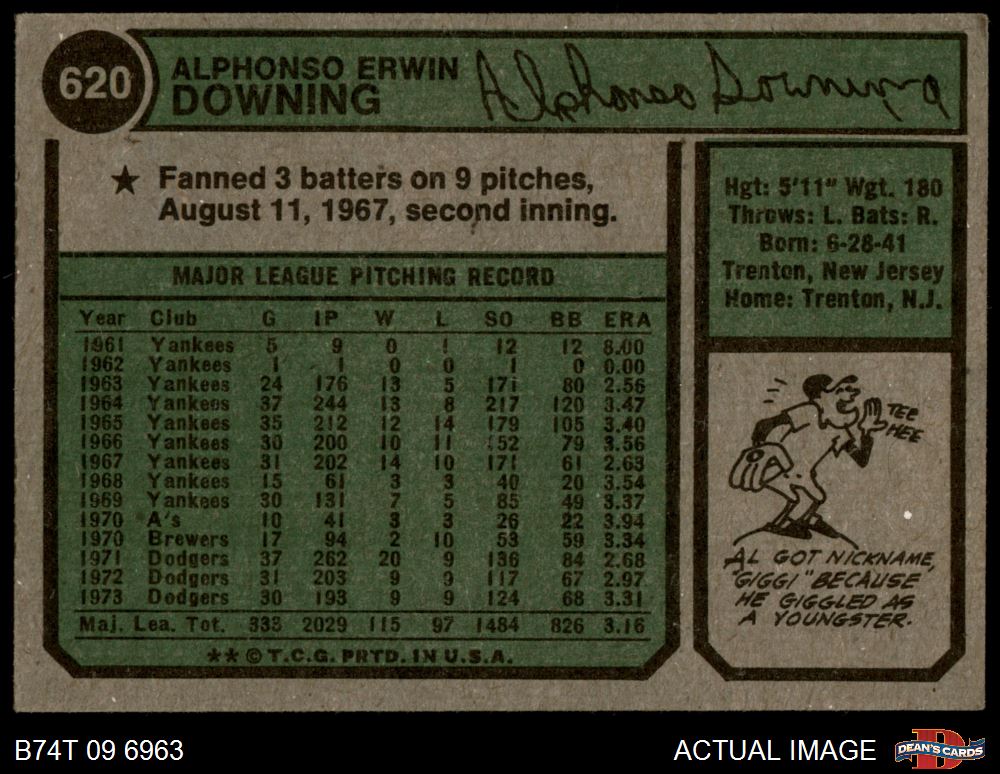 620
ALPHONSO ERWIN
DOWNING
Alphonso Downing
★ Fanned 3 batters on 9 pitches,
August 11, 1967, second inning.
MAJOR LEAGUE PITCHING RECORD
Year Club G IP W L SO BB ERA
1961 Yankees 5 9 0 1 12 12 8.00
1962 Yankees 1 1 0 0 1 0 0.00
1963 Yankees 24 176 13 5 171 80 2.56
1964 Yankees 37 244 13 8 217 120 3.47
1965 Yankees 35 212 12 14 179 105 3.40
1966 Yankees 30 200 10 11 152 79 3.56
1967 Yankees 31 202 14 10 171 61 2.63
1968 Yankees 15 61 3 3 40 20 3.54
1969 Yankees 30 131 7 5 85 49 3.37
1970 A's 10 41 3 3 26 22 3.94
1970 Brewers 17 94 2 10 53 59 3.34
1971 Dodgers 37 262 20 9 136 84 2.68
1972 Dodgers 31 203 9 9 117 67 2.97
1973 Dodgers 30 193 9 9 124 68 3.31
Maj. Lea. Tot. 333 2029 115 97 1484 826 3.16
** © T.C.G. PRTD. IN U.S.A.
Hgt: 5'11" Wgt. 180
Throws: L. Bats: R.
Born: 6-28-41
Trenton, New Jersey
Home: Trenton, N.J.
TEE
HEE
AL GOT NICKNAME,
"GIGGI" BECAUSE
HE GIGGLED AS
A YOUNGSTER.
B74T 09 6963
ACTUAL IMAGE
D
DEAN'S CARDS